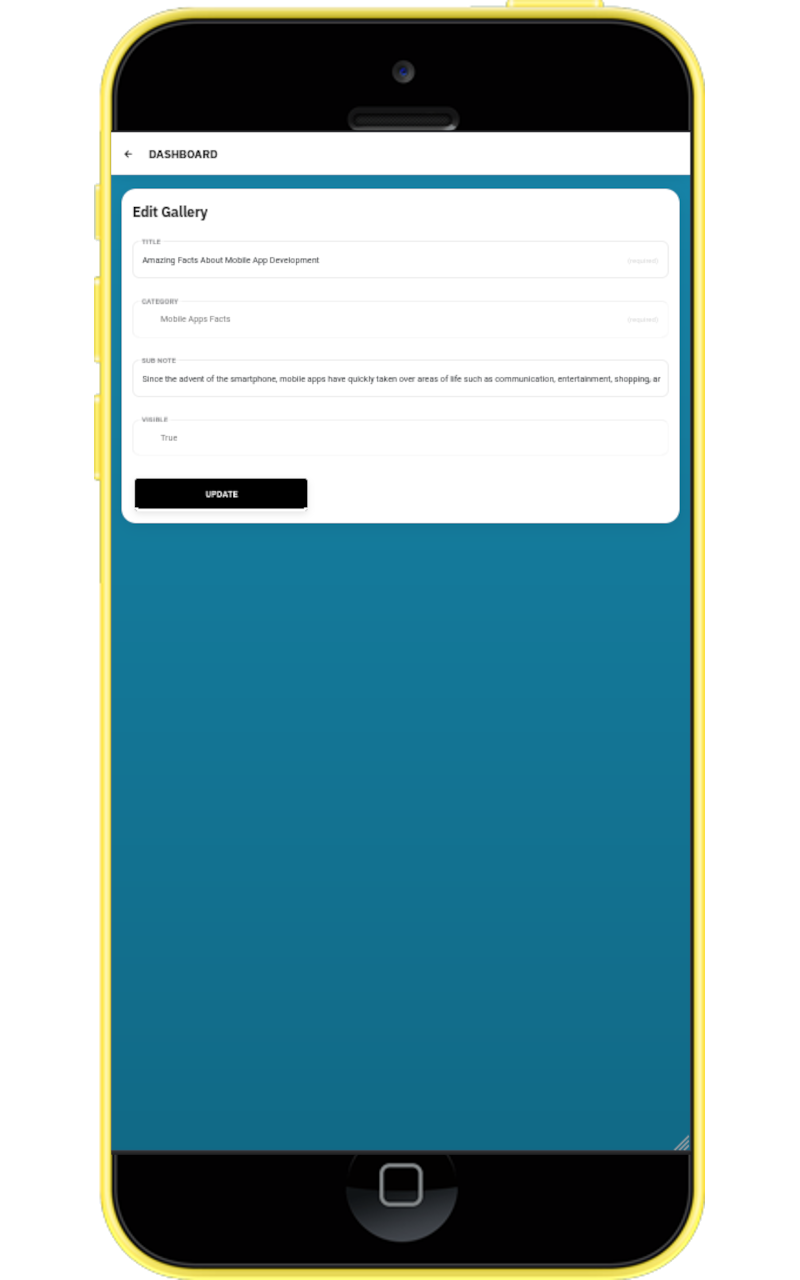 DASHBOARD
Edit Gallery
TITLE
Amazing Facts About Mobile App Development
(required)
CATEGORY
Mobile Apps Facts
(required)
SUB NOTE
Since the advent of the smartphone, mobile apps have quickly taken over areas of life such as communication, entertainment, shopping, ar
VISIBLE
True
UPDATE